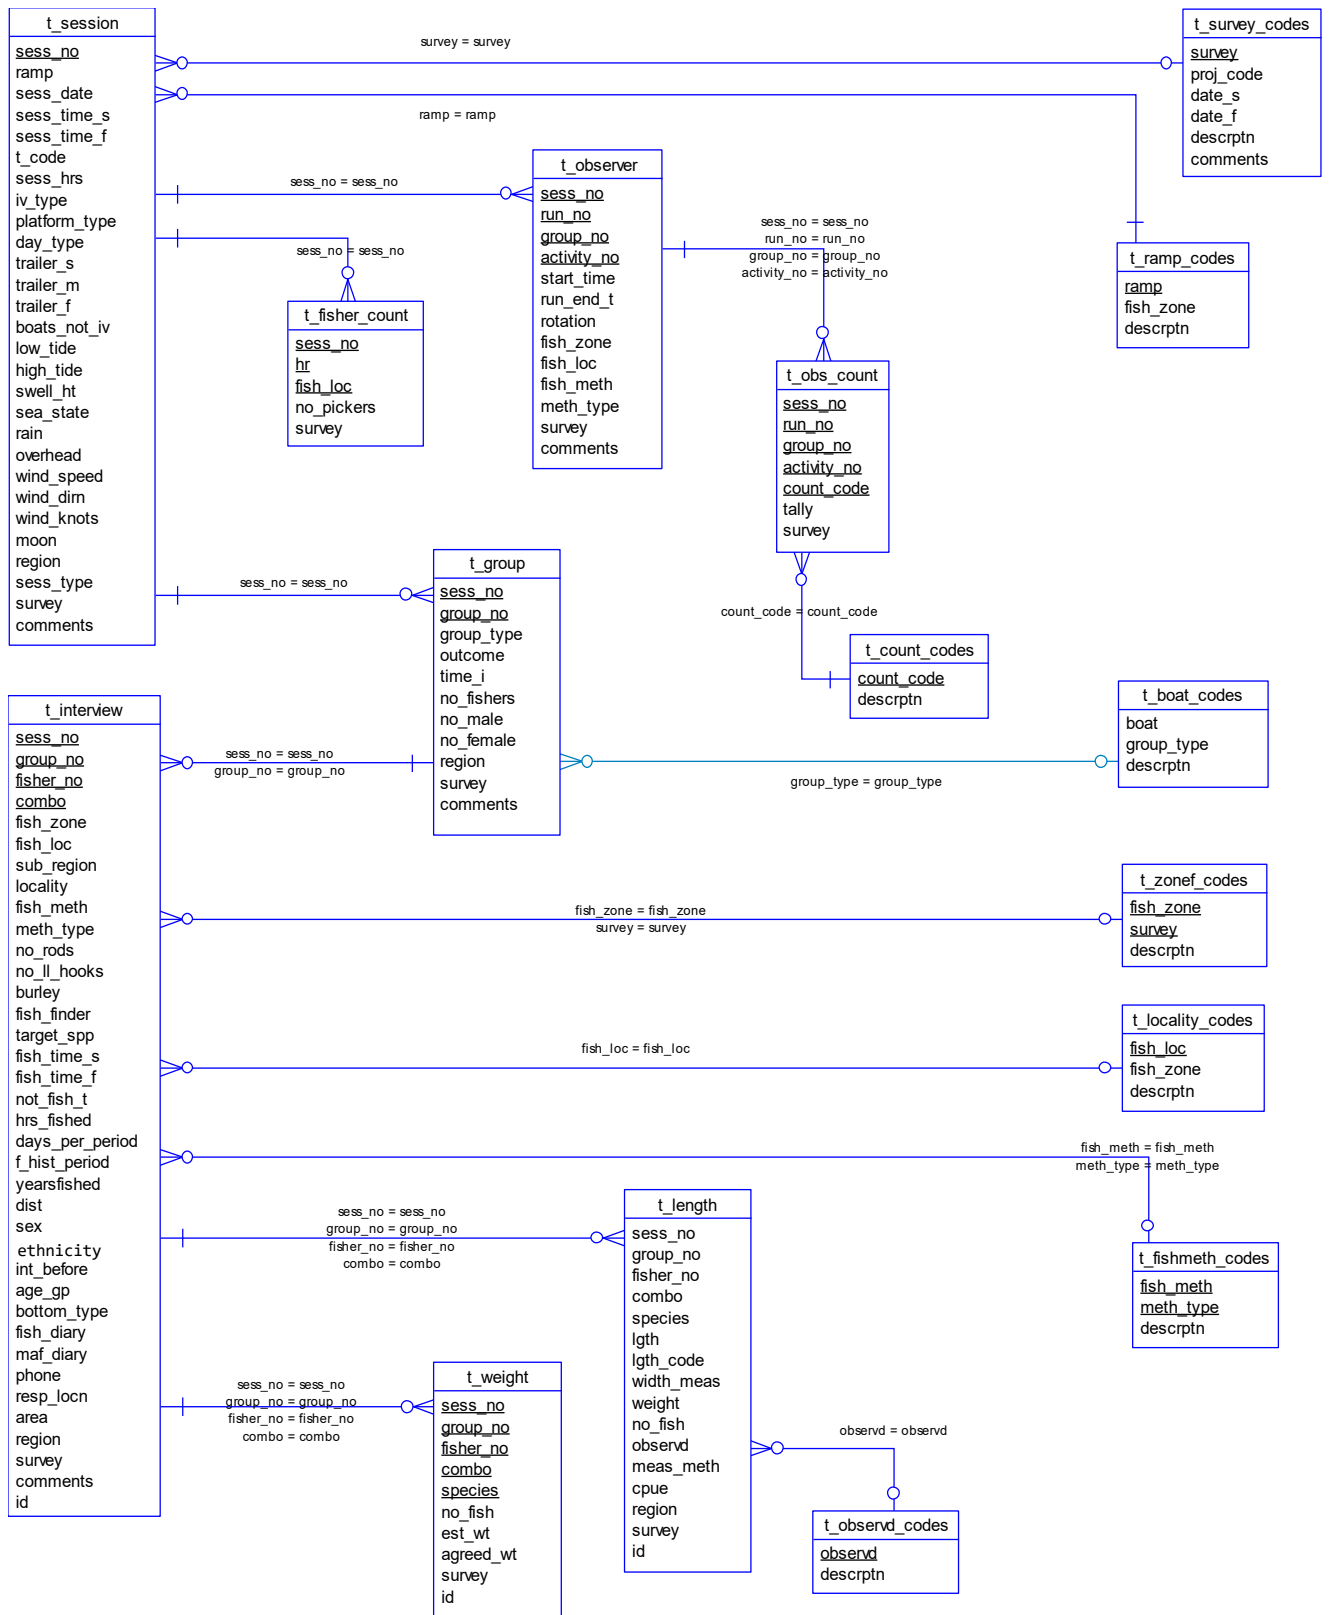 t_session
sess_no
ramp
sess_date
sess_time_s
sess_time_f
t_code
sess_hrs
iv_type
platform_type
day_type
trailer_s
trailer_m
trailer_f
boats_not_iv
low_tide
high_tide
swell_ht
sea_state
rain
overhead
wind_speed
wind_dirn
wind_knots
moon
region
sess_type
survey
comments
survey = survey
ramp = ramp
t_survey_codes
survey
proj_code
date_s
date_f
descrptn
comments
sess_no = sess_no
t_observer
sess_no
run_no
group_no
activity_no
start_time
run_end_t
rotation
fish_zone
fish_loc
fish_meth
meth_type
survey
comments
sess_no = sess_no
run_no = run_no
group_no = group_no
activity_no = activity_no
t_ramp_codes
ramp
fish_zone
descrptn
sess_no = sess_no
t_fisher_count
sess_no
hr
fish_loc
no_pickers
survey
t_obs_count
sess_no
run_no
group_no
activity_no
count_code
tally
survey
count_code = count_code
t_count_codes
count_code
descrptn
sess_no = sess_no
t_group
sess_no
group_no
group_type
outcome
time_i
no_fishers
no_male
no_female
region
survey
comments
group_type = group_type
t_boat_codes
boat
group_type
descrptn
t_interview
sess_no
group_no
fisher_no
combo
fish_zone
fish_loc
sub_region
locality
fish_meth
meth_type
no_rods
no_ll_hooks
burley
fish_finder
target_spp
fish_time_s
fish_time_f
not_fish_t
hrs_fished
days_per_period
f_hist_period
yearsfished
dist
sex
ethnicity
int_before
age_gp
bottom_type
fish_diary
maf_diary
phone
resp_locn
area
region
survey
comments
id
sess_no = sess_no
group_no = group_no
fish_zone = fish_zone
survey = survey
t_zonef_codes
fish_zone
survey
descrptn
fish_loc = fish_loc
t_locality_codes
fish_loc
fish_zone
descrptn
fish_meth = fish_meth
meth_type = meth_type
t_fishmeth_codes
fish_meth
meth_type
descrptn
sess_no = sess_no
group_no = group_no
fisher_no = fisher_no
combo = combo
t_length
sess_no
group_no
fisher_no
combo
species
lgth
lgth_code
width_meas
weight
no_fish
observd
meas_meth
cpue
region
survey
id
sess_no = sess_no
group_no = group_no
fisher_no = fisher_no
combo = combo
t_weight
sess_no
group_no
fisher_no
combo
species
no_fish
est_wt
agreed_wt
survey
id
observd = observd
t_observd_codes
observd
descrptn